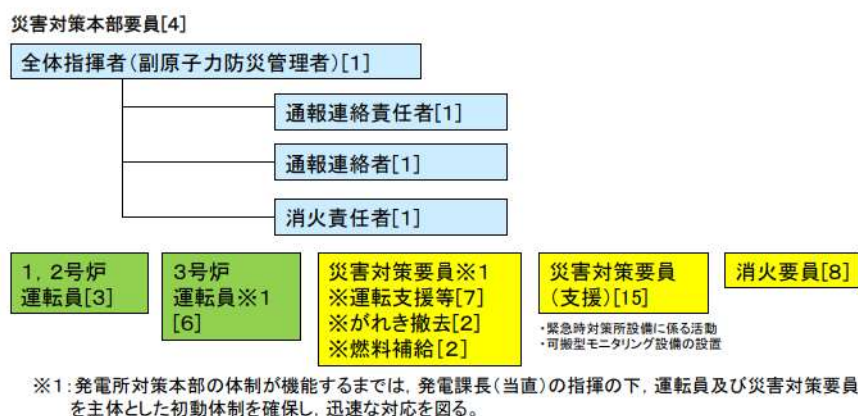 災害対策本部要員[4]
全体指揮者(副原子力防災管理者)[1]
通報連絡責任者[1]
通報連絡者[1]
消火責任者[1]
1,2号炉
運転員[3]
3号炉
運転員※1
[6]
災害対策要員※1
※運転支援等[7]
※がれき撤去[2]
※燃料補給[2]
災害対策要員
(支援)[15]
・緊急時対策所設備に係る活動
・可搬型モニタリング設備の設置
消火要員[8]
※1:発電所対策本部の体制が機能するまでは,発電課長(当直)の指揮の下,運転員及び災害対策要員
を主体とした初動体制を確保し,迅速な対応を図る。